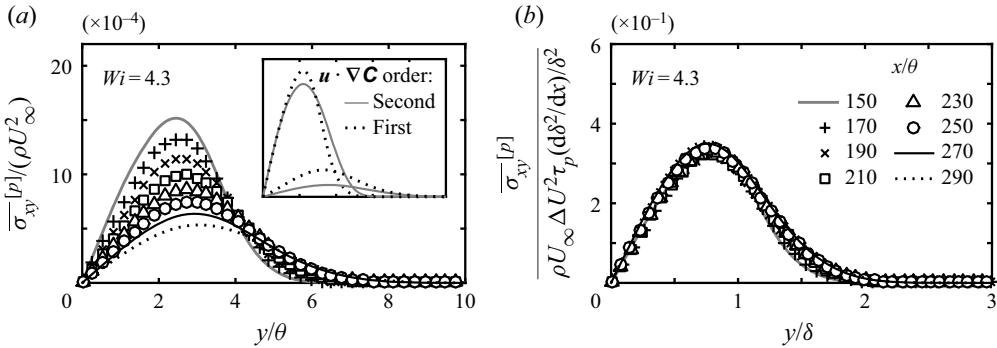 (a)
(×10⁻⁴)
20
10
0
Wi = 4.3
u · ∇C order:
Second
First
σ̅xy^[p]/(ρU∞²)
0 2 4 6 8 10
y/θ
(b)
(×10⁻¹)
6
4
2
0
Wi = 4.3
x/θ
150 230
170 250
190 270
210 290
σ̅xy^[p]
ρU∞ ΔU²τp(dδ²/dx)/δ²
0 1 2 3
y/δ